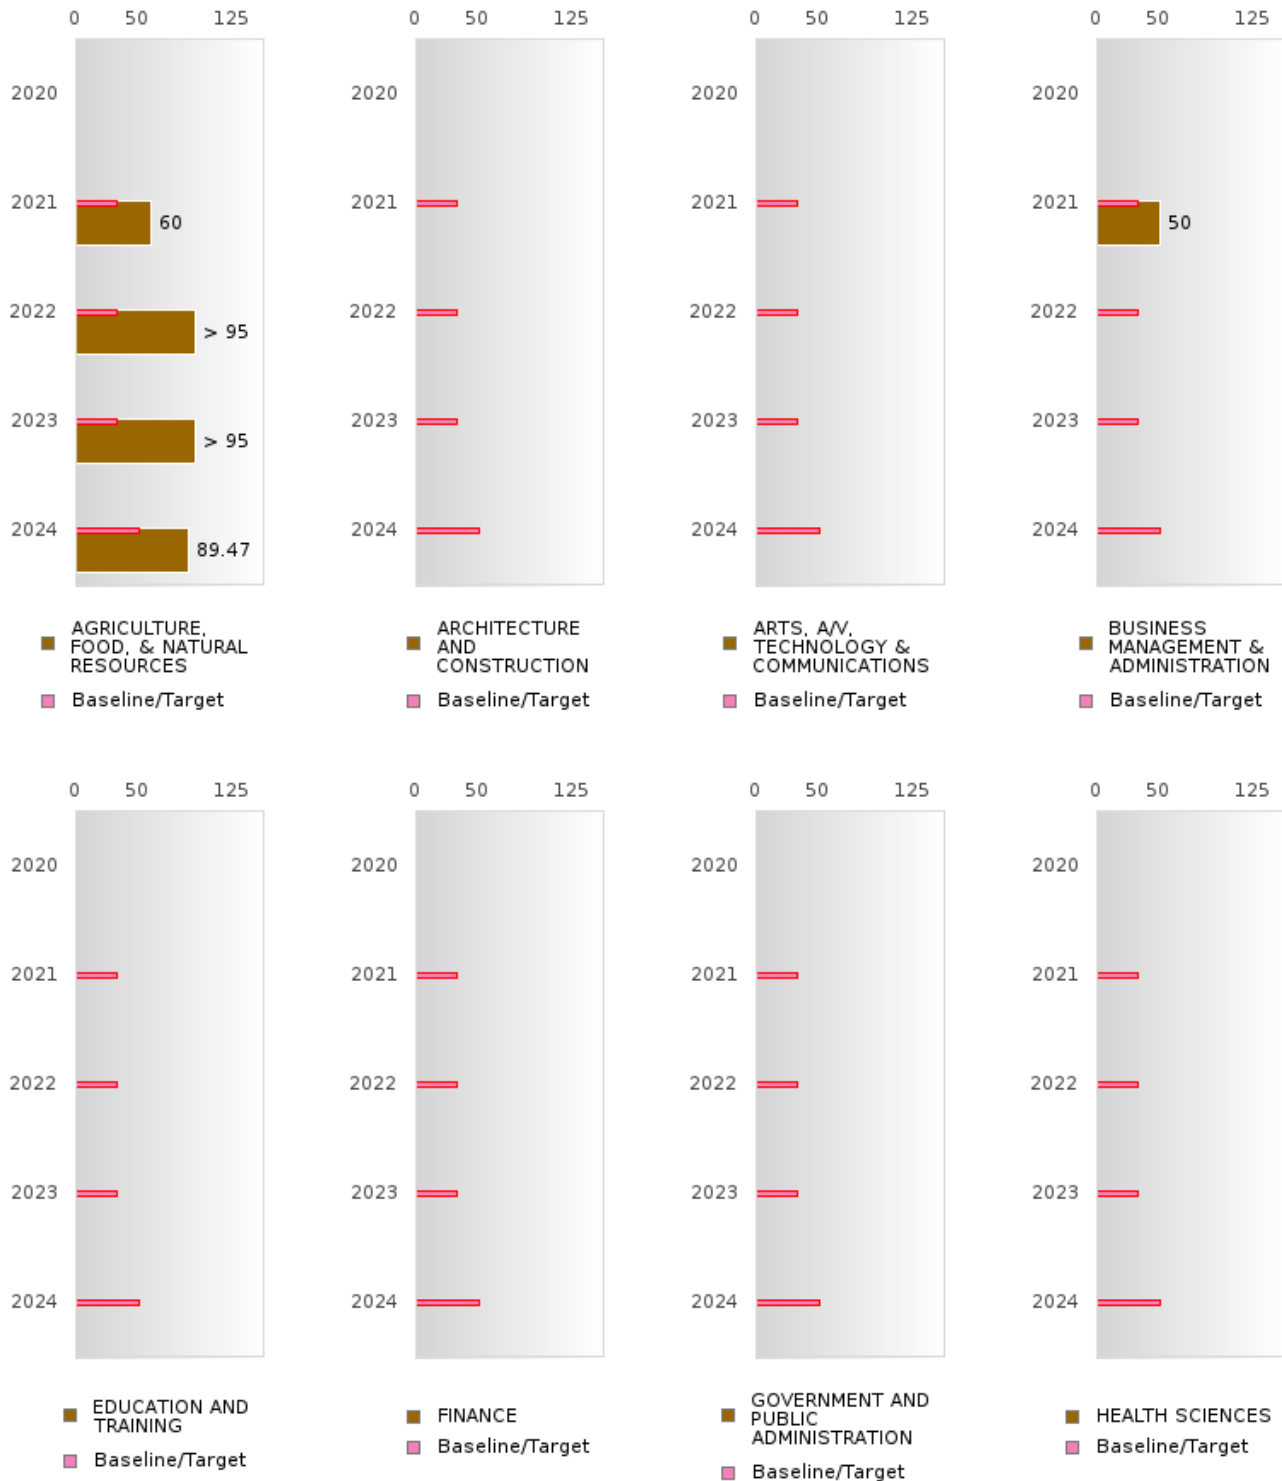 0 50 125 0 50 125 0 50 125 0 50 125
2020 2020 2020 2020
2021 60 2021 2021 2021 50
2022 > 95 2022 2022 2022
2023 > 95 2023 2023 2023
2024 89.47 2024 2024 2024
AGRICULTURE,
FOOD, & NATURAL
RESOURCES
Baseline/Target
ARCHITECTURE
AND
CONSTRUCTION
Baseline/Target
ARTS, A/V,
TECHNOLOGY &
COMMUNICATIONS
Baseline/Target
BUSINESS
MANAGEMENT &
ADMINISTRATION
Baseline/Target
0 50 125 0 50 125 0 50 125 0 50 125
2020 2020 2020 2020
2021 2021 2021 2021
2022 2022 2022 2022
2023 2023 2023 2023
2024 2024 2024 2024
EDUCATION AND
TRAINING
Baseline/Target
FINANCE
Baseline/Target
GOVERNMENT AND
PUBLIC
ADMINISTRATION
Baseline/Target
HEALTH SCIENCES
Baseline/Target